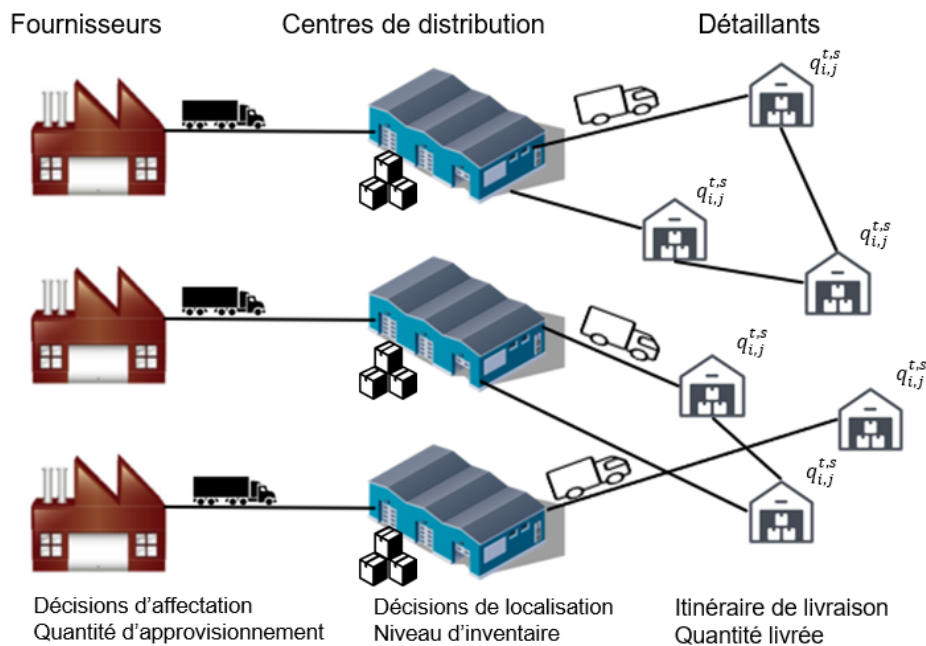 Fournisseurs
Centres de distribution
Détaillants
q_{i,j}^{t,s}
q_{i,j}^{t,s}
q_{i,j}^{t,s}
q_{i,j}^{t,s}
q_{i,j}^{t,s}
q_{i,j}^{t,s}
Décisions d'affectation
Quantité d'approvisionnement
Décisions de localisation
Niveau d'inventaire
Itinéraire de livraison
Quantité livrée